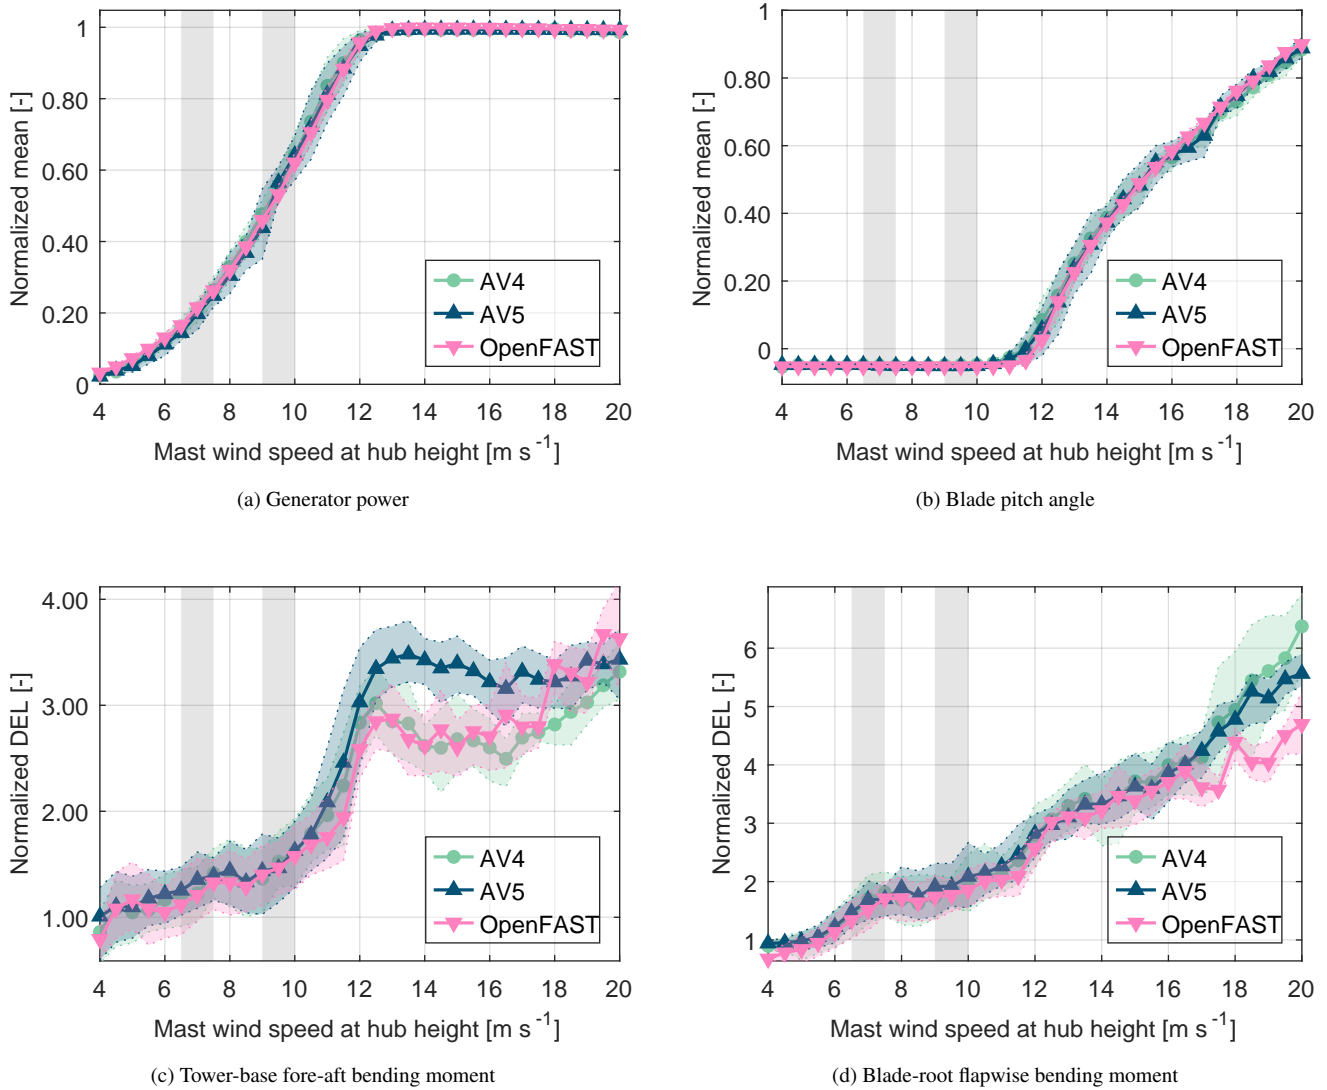 Normalized mean [-]
1
0.80
0.60
0.40
0.20
0
4 6 8 10 12 14 16 18 20
AV4
AV5
OpenFAST
Mast wind speed at hub height [m s⁻¹]
(a) Generator power
Normalized mean [-]
1
0.80
0.60
0.40
0.20
0
4 6 8 10 12 14 16 18 20
AV4
AV5
OpenFAST
Mast wind speed at hub height [m s⁻¹]
(b) Blade pitch angle
Normalized DEL [-]
4.00
3.00
2.00
1.00
4 6 8 10 12 14 16 18 20
AV4
AV5
OpenFAST
Mast wind speed at hub height [m s⁻¹]
(c) Tower-base fore-aft bending moment
Normalized DEL [-]
6
5
4
3
2
1
4 6 8 10 12 14 16 18 20
AV4
AV5
OpenFAST
Mast wind speed at hub height [m s⁻¹]
(d) Blade-root flapwise bending moment